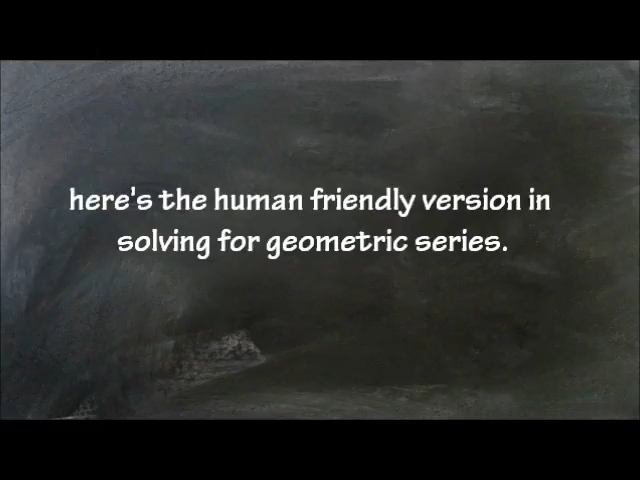 here's the human friendly version in
solving for geometric series.